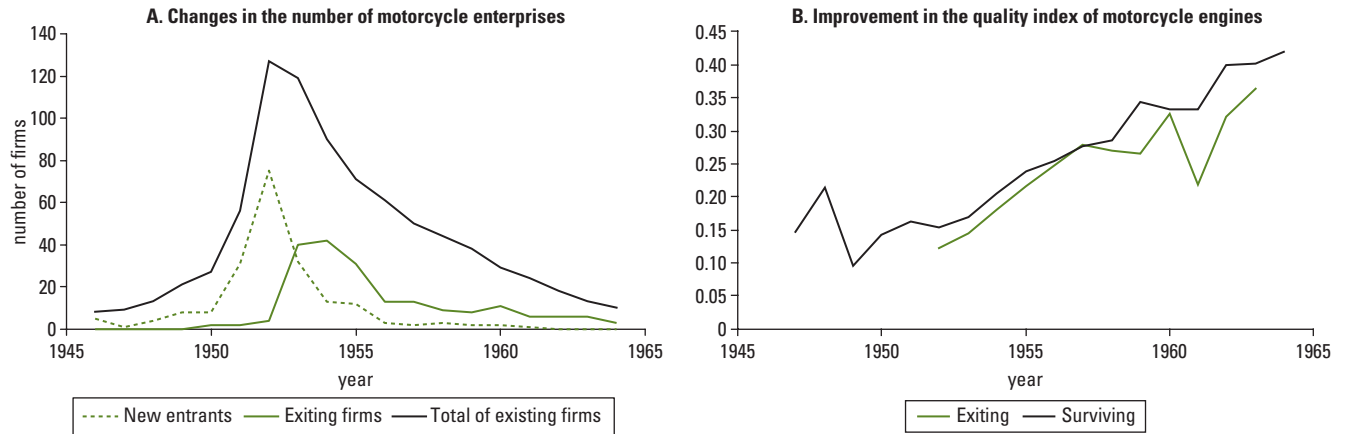 A. Changes in the number of motorcycle enterprises
140
120
100
80
60
40
20
0
number of firms
1945
1950
1955
1960
1965
year
New entrants
Exiting firms
Total of existing firms
B. Improvement in the quality index of motorcycle engines
0.45
0.40
0.35
0.30
0.25
0.20
0.15
0.10
0.05
0
1945
1950
1955
1960
1965
year
Exiting
Surviving